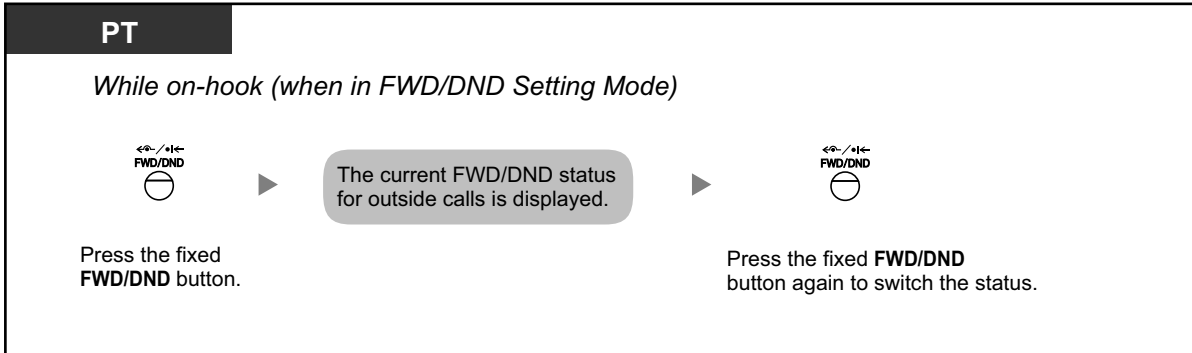 PT
While on-hook (when in FWD/DND Setting Mode)
FWD/DND
The current FWD/DND status
for outside calls is displayed.
FWD/DND
Press the fixed
FWD/DND button.
Press the fixed FWD/DND
button again to switch the status.